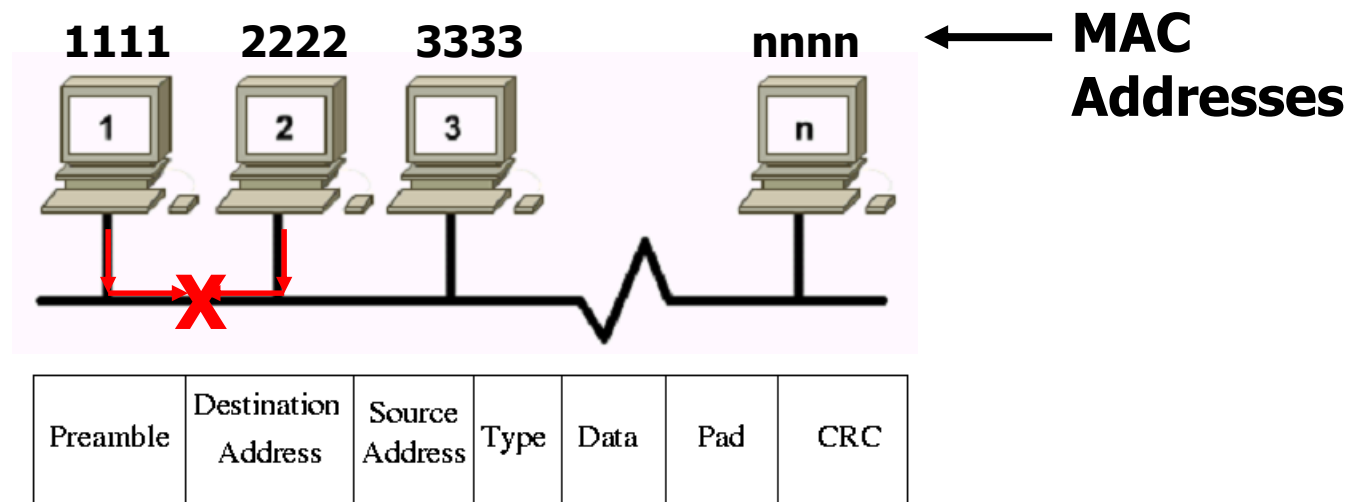 1111 2222 3333 nnnn MAC
Addresses
1 2 3 n
X
Preamble Destination Address Source Address Type Data Pad CRC